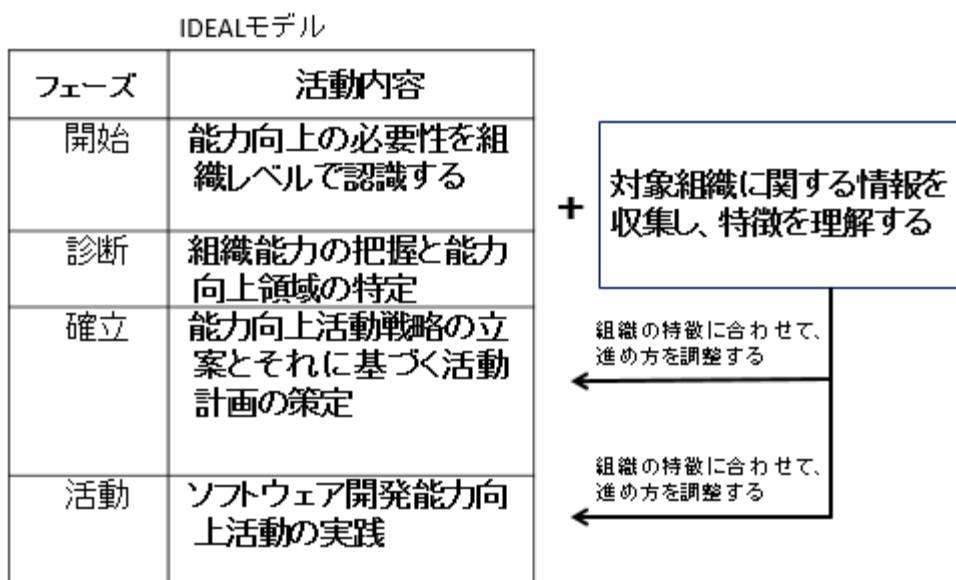 IDEALモデル
フェーズ
活動内容
開始
能力向上の必要性を組
織レベルで認識する
診断
組織能力の把握と能力
向上領域の特定
確立
能力向上活動戦略の立
案とそれに基づく活動
計画の策定
活動
ソフトウェア開発能力向
上活動の実践
+
対象組織に関する情報を
収集し、特徴を理解する
組織の特徴に合わせて、
進め方を調整する
組織の特徴に合わせて、
進め方を調整する